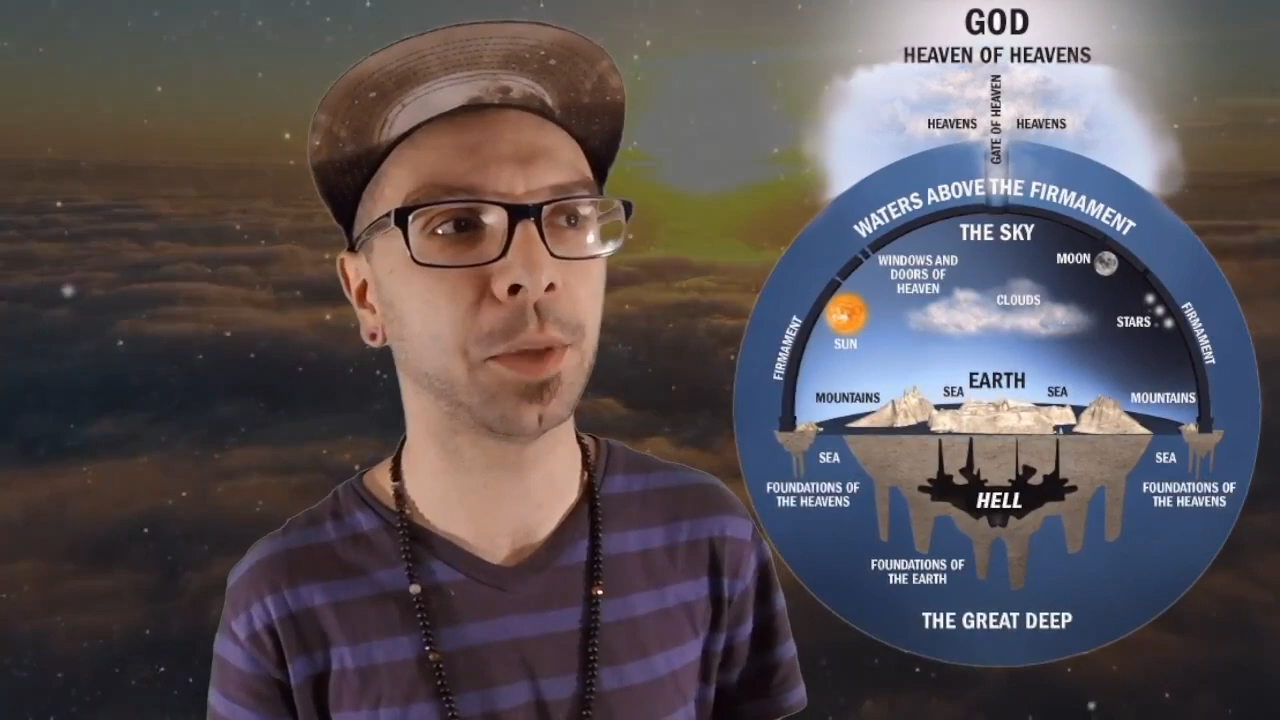 GOD
HEAVEN OF HEAVENS
GATE OF HEAVEN
HEAVENS
HEAVENS
WATERS ABOVE THE FIRMAMENT
THE SKY
WINDOWS AND
DOORS OF
HEAVEN
MOON
CLOUDS
STARS
SUN
FIRMAMENT
FIRMAMENT
EARTH
MOUNTAINS
SEA
SEA
MOUNTAINS
SEA
SEA
FOUNDATIONS OF
THE HEAVENS
HELL
FOUNDATIONS OF
THE HEAVENS
FOUNDATIONS OF
THE EARTH
THE GREAT DEEP